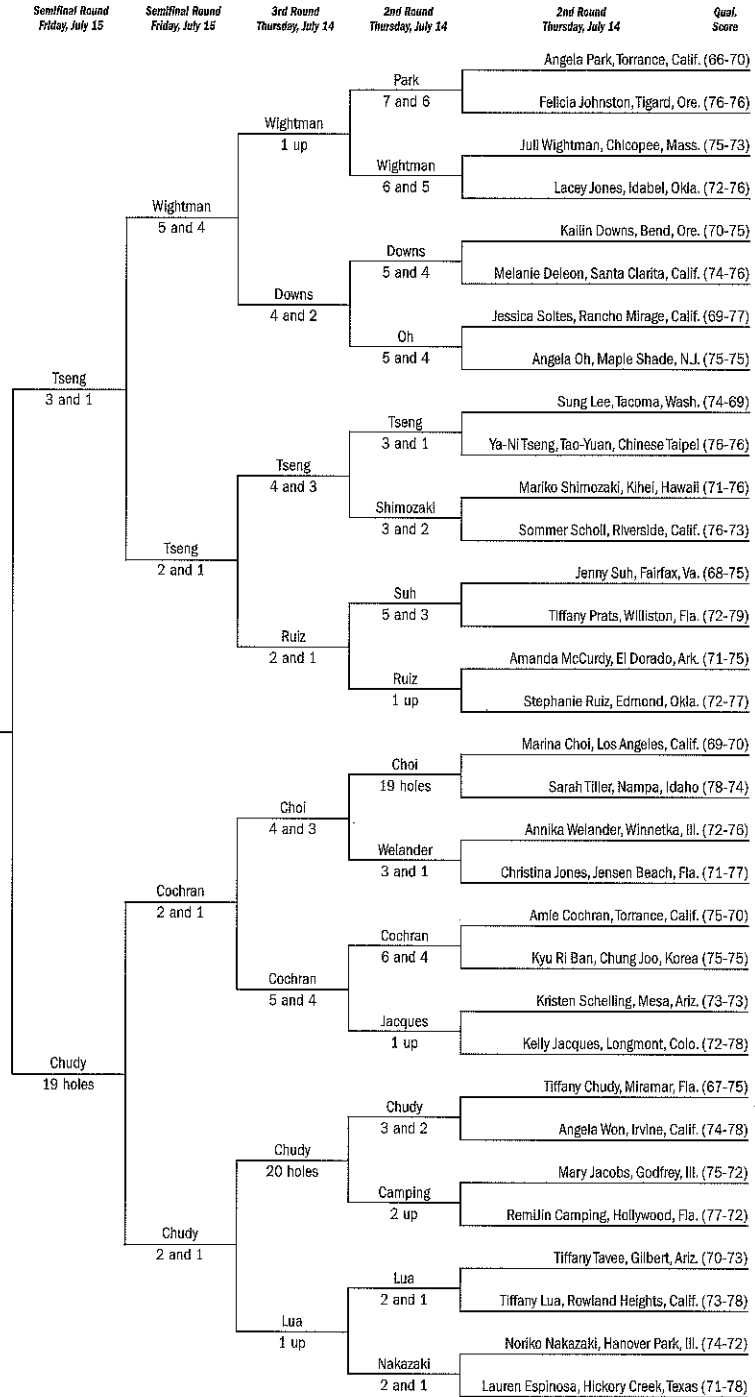 Semifinal Round Semifinal Round 3rd Round 2nd Round 2nd Round Qual.
Friday, July 15 Friday, July 15 Thursday, July 14 Thursday, July 14 Thursday, July 14 Score
Angela Park, Torrance, Calif. (66-70)
Park
7 and 6
Felicia Johnston, Tigard, Ore. (76-76)
Wightman
1 up
Juli Wightman, Chicopee, Mass. (75-73)
Wightman
6 and 5
Lacey Jones, Idabel, Okla. (72-76)
Wightman
5 and 4
Kailin Downs, Bend, Ore. (70-75)
Downs
5 and 4
Melanie Deleon, Santa Clarita, Calif. (74-76)
Downs
4 and 2
Jessica Soltes, Rancho Mirage, Calif. (69-77)
Oh
5 and 4
Angela Oh, Maple Shade, N.J. (75-75)
Tseng
3 and 1
Sung Lee, Tacoma, Wash. (74-69)
Tseng
3 and 1
Ya-Ni Tseng, Tao-Yuan, Chinese Taipei (76-76)
Tseng
4 and 3
Mariko Shimozaki, Kihei, Hawaii (71-76)
Shimozaki
3 and 2
Sommer Scholl, Riverside, Calif. (76-73)
Tseng
2 and 1
Jenny Suh, Fairfax, Va. (68-75)
Suh
5 and 3
Tiffany Prats, Williston, Fla. (72-79)
Ruiz
2 and 1
Amanda McCurdy, El Dorado, Ark. (71-75)
Ruiz
1 up
Stephanie Ruiz, Edmond, Okla. (72-77)
Marina Choi, Los Angeles, Calif. (69-70)
Choi
19 holes
Sarah Tiller, Nampa, Idaho (78-74)
Choi
4 and 3
Annika Welander, Winnetka, Ill. (72-76)
Welander
3 and 1
Christina Jones, Jensen Beach, Fla. (71-77)
Cochran
2 and 1
Amie Cochran, Torrance, Calif. (75-70)
Cochran
6 and 4
Kyu Ri Ban, Chung Joo, Korea (75-75)
Cochran
5 and 4
Kristen Schelling, Mesa, Ariz. (73-73)
Jacques
1 up
Kelly Jacques, Longmont, Colo. (72-78)
Chudy
19 holes
Tiffany Chudy, Miramar, Fla. (67-75)
Chudy
3 and 2
Angela Won, Irvine, Calif. (74-78)
Chudy
20 holes
Mary Jacobs, Godfrey, Ill. (75-72)
Camping
2 up
RemiJin Camping, Hollywood, Fla. (77-72)
Chudy
2 and 1
Tiffany Tavee, Gilbert, Ariz. (70-73)
Lua
2 and 1
Tiffany Lua, Rowland Heights, Calif. (73-78)
Lua
1 up
Noriko Nakazaki, Hanover Park, Ill. (74-72)
Nakazaki
2 and 1
Lauren Espinosa, Hickory Creek, Texas (71-78)